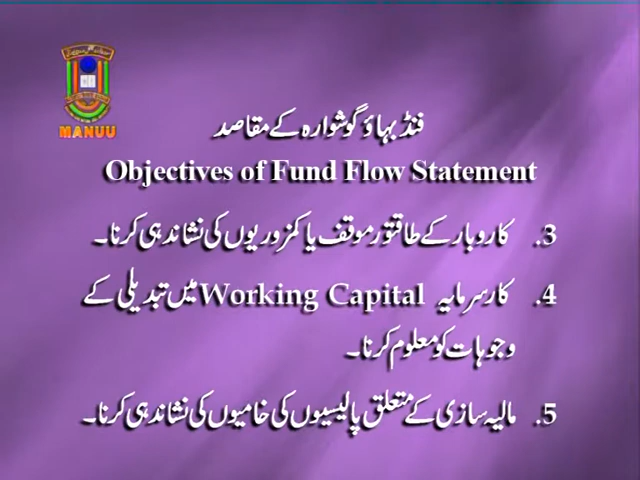 MANUU
فنڈ بہاؤ گوشوارہ کے مقاصد
Objectives of Fund Flow Statement
3. کاروبار کے طاقتور موقف یا کمزوریوں کی نشاندہی کرنا۔
4. کار سرمایہ Working Capital میں تبدیلی کے
وجوہات کو معلوم کرنا۔
5. مالیہ سازی کے متعلق پالیسیوں کی خامیوں کی نشاندہی کرنا۔